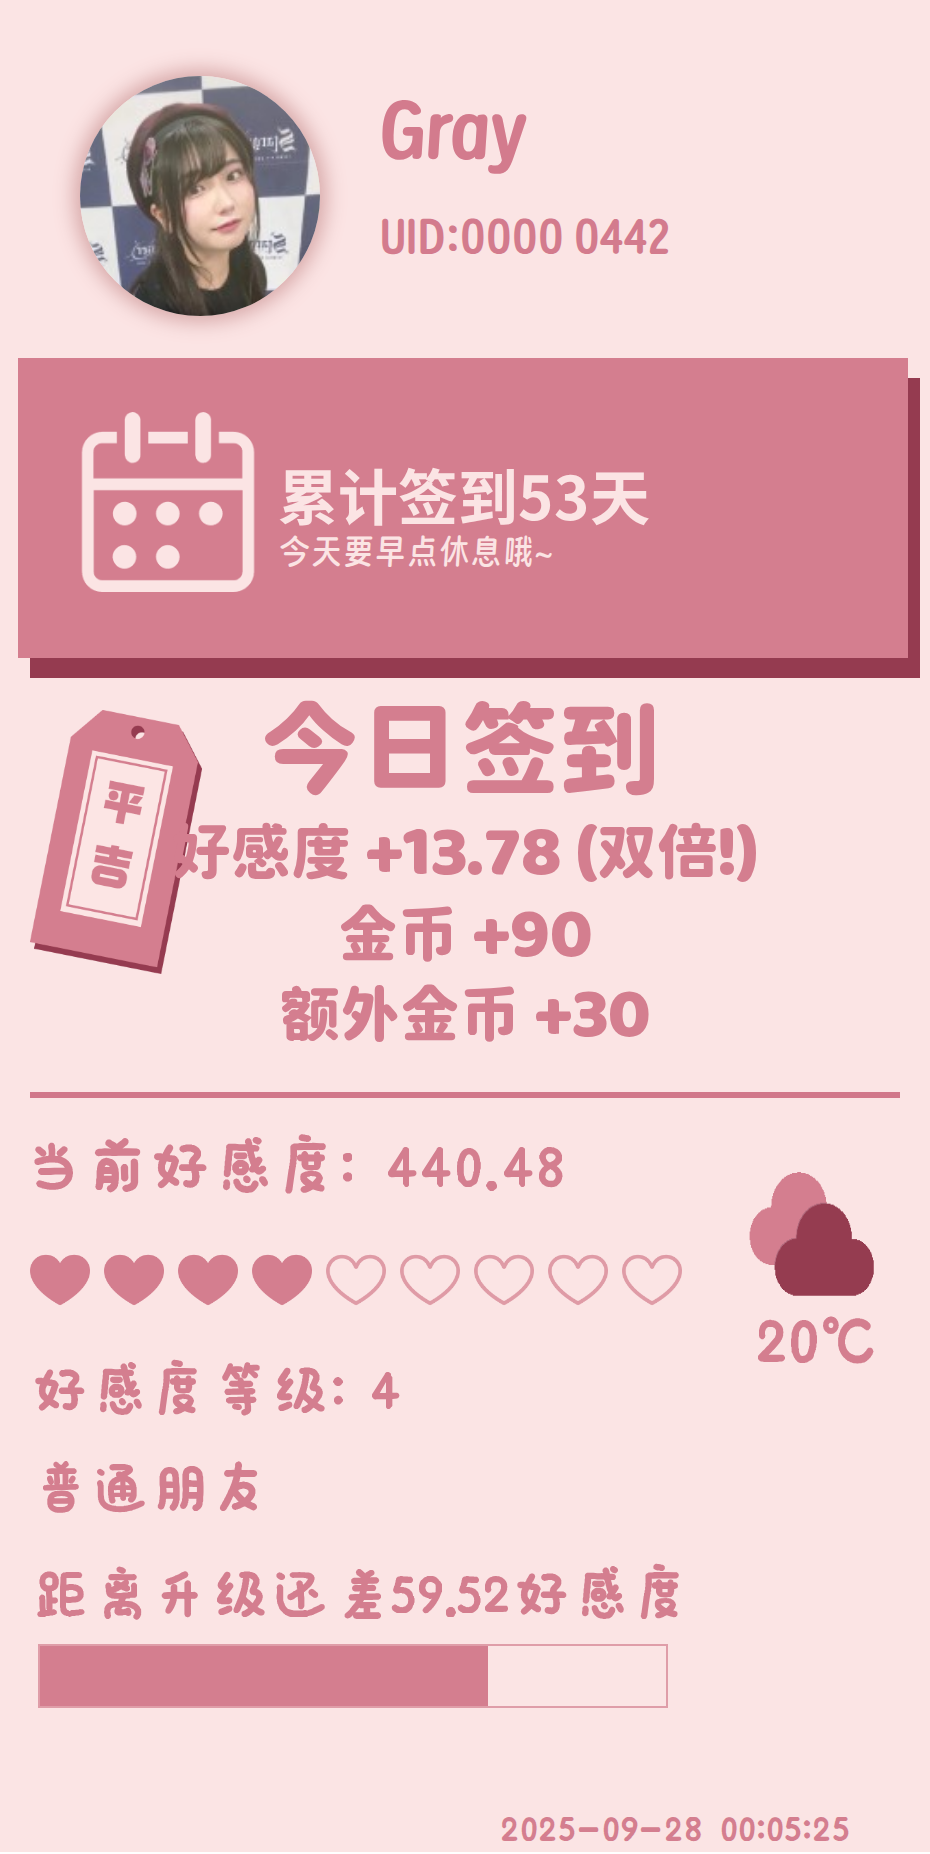 Gray
UID:0000 0442
累计签到53天
今天要早点休息哦~
今日签到
平
吉
好感度 +13.78 (双倍!)
金币 +90
额外金币 +30
当前好感度：440.48
20℃
好感度等级：4
普通朋友
距离升级还差59.52好感度
2025-09-28 00:05:25